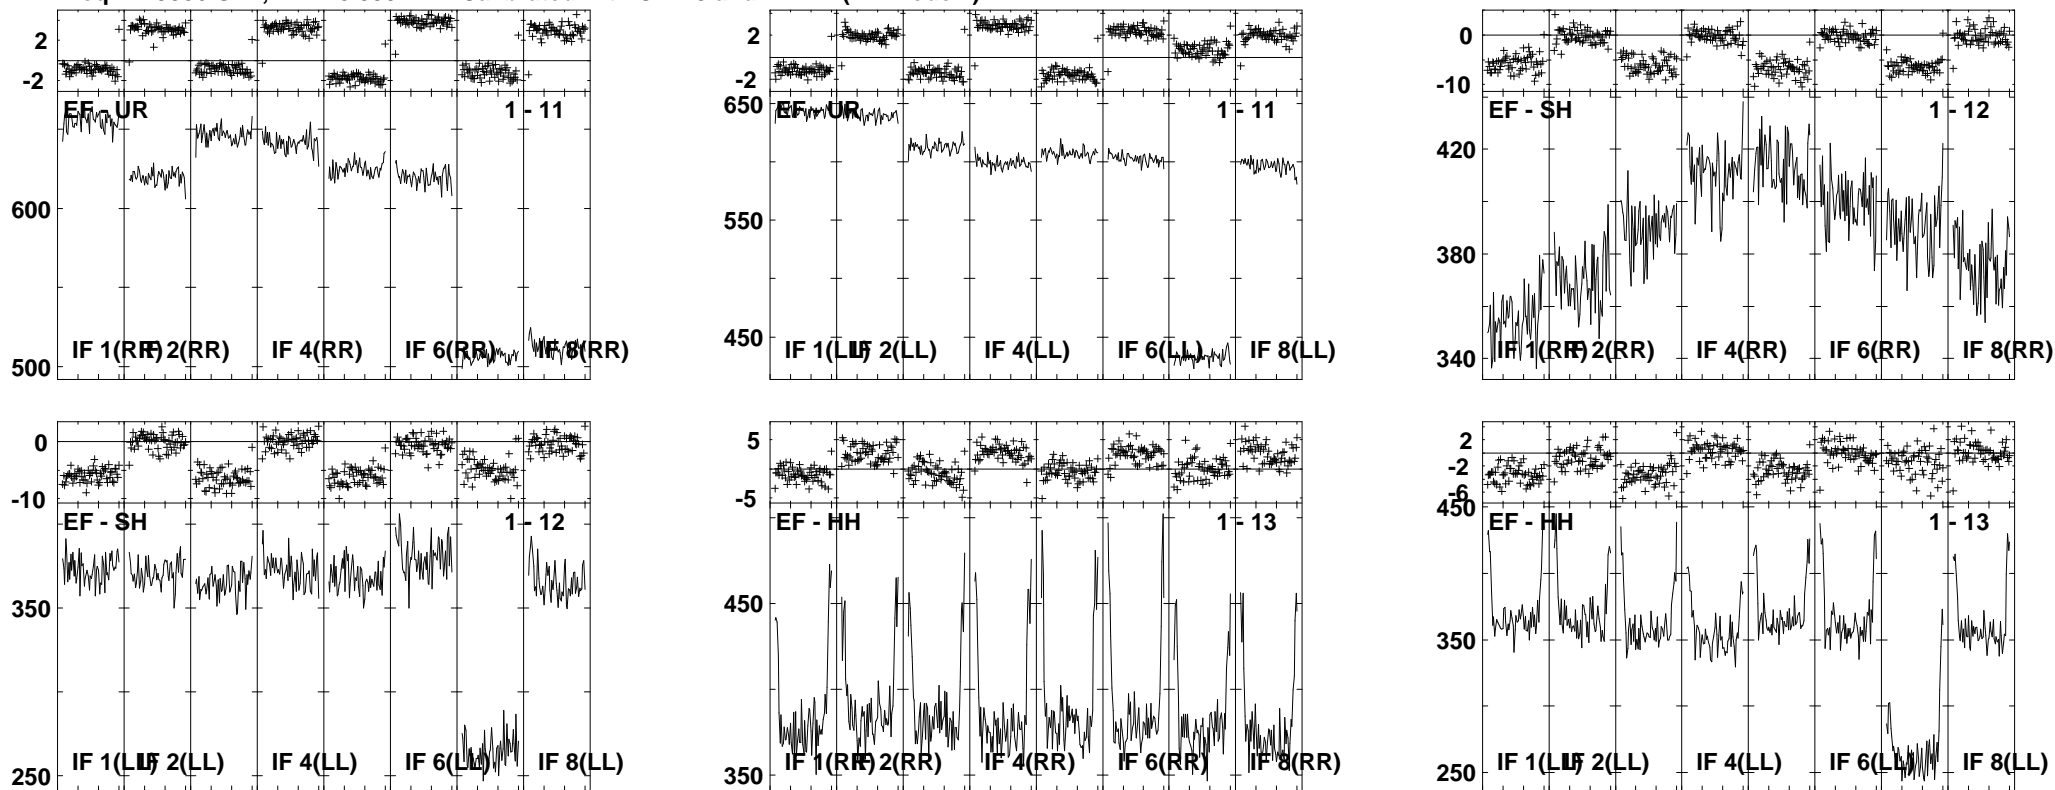 2
-2
EF - UR 1 - 11
600
500
IF 1(RR) IF 2(RR) IF 4(RR) IF 6(RR) IF 8(RR)
2
-2
650
EF - UR 1 - 11
550
450
IF 1(LL) IF 2(LL) IF 4(LL) IF 6(LL) IF 8(LL)
0
-10
EF - SH 1 - 12
420
380
340
IF 1(RR) IF 2(RR) IF 4(RR) IF 6(RR) IF 8(RR)
0
-10
EF - SH 1 - 12
350
250
IF 1(LL) IF 2(LL) IF 4(LL) IF 6(LL) IF 8(LL)
5
-5
EF - HH 1 - 13
450
350
IF 1(RR) IF 2(RR) IF 4(RR) IF 6(RR) IF 8(RR)
2
-2
-6
450
EF - HH 1 - 13
350
250
IF 1(LL) IF 2(LL) IF 4(LL) IF 6(LL) IF 8(LL)